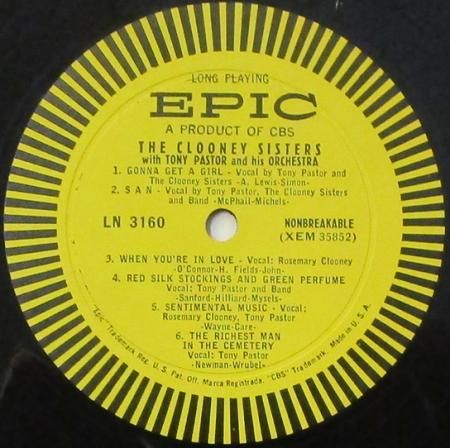 LONG PLAYING
EPIC
A PRODUCT OF CBS
THE CLOONEY SISTERS
with TONY PASTOR and his ORCHESTRA
1. GONNA GET A GIRL - Vocal by Tony Pastor and
The Clooney Sisters -A. Lewis-Simon-
2. S A N - Vocal by Tony Pastor, The Clooney Sisters
and Band -McPhail-Michels-
LN 3160
NONBREAKABLE
(XEM 35852)
3. WHEN YOU'RE IN LOVE - Vocal: Rosemary Clooney
-O'Connor-H. Fields-John-
4. RED SILK STOCKINGS AND GREEN PERFUME
Vocal: Tony Pastor and Band
-Sanford-Hilliard-Mysels-
5. SENTIMENTAL MUSIC - Vocal:
Rosemary Clooney, Tony Pastor
-Wayne-Care-
6. THE RICHEST MAN
IN THE CEMETERY
Vocal: Tony Pastor
-Newman-Wrubel-
"Epic" Trademark Reg. U.S. Pat. Off. Marca Registrada. "CBS" Trademark. Made in U.S.A.